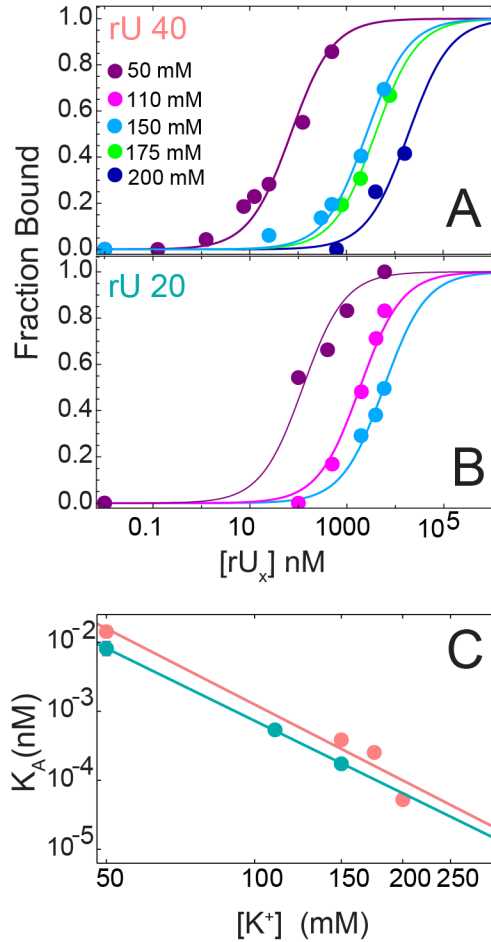 rU 40
50 mM
110 mM
150 mM
175 mM
200 mM
A
1.0
0.8
0.6
0.4
0.2
0.0
Fraction Bound
rU 20
B
1.0
0.8
0.6
0.4
0.2
0.0
0.1 10 1000 10⁵
[rUₓ] nM
C
10⁻²
10⁻³
10⁻⁴
10⁻⁵
K_A(nM)
50 100 150 200 250
[K⁺] (mM)